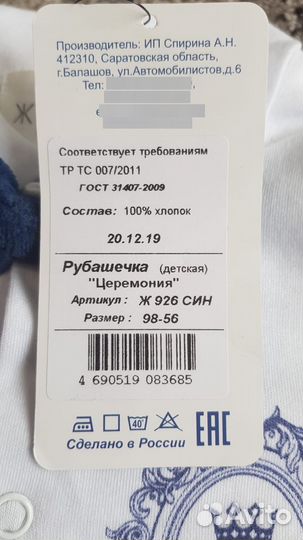 Производитель: ИП Спирина А.Н.
412310, Саратовская область,
г.Балашов, ул.Автомобилистов,д.6
Тел:
Ж
Соответствует требованиям
ТР ТС 007/2011
ГОСТ 31407-2009
Состав: 100% хлопок
20.12.19
Рубашечка (детская)
"Церемония"
Артикул : Ж 926 СИН
Размер : 98-56
4 690519 083685
40°
Сделано в России
ЕАС
Avito